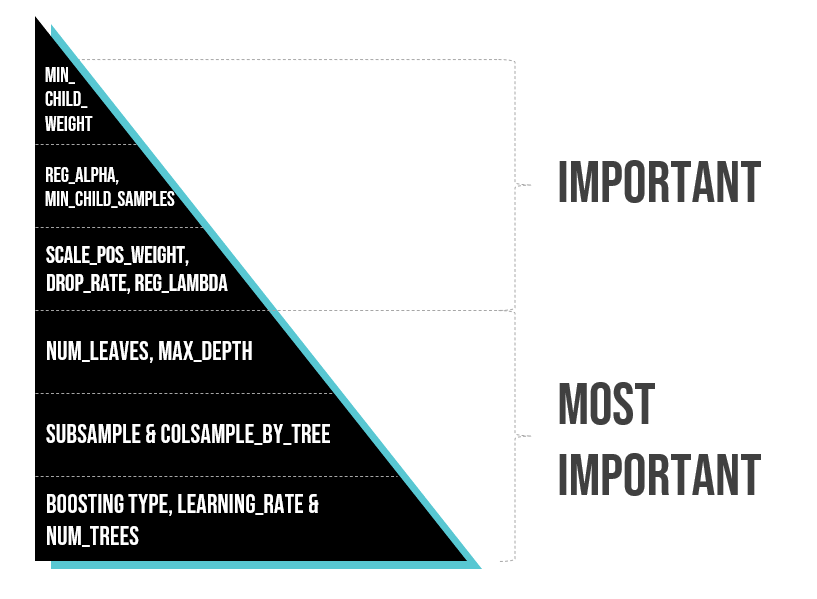 MIN_
CHILD_
WEIGHT
REG_ALPHA,
MIN_CHILD_SAMPLES
SCALE_POS_WEIGHT,
DROP_RATE, REG_LAMBDA
NUM_LEAVES, MAX_DEPTH
SUBSAMPLE & COLSAMPLE_BY_TREE
BOOSTING TYPE, LEARNING_RATE &
NUM_TREES
IMPORTANT
MOST
IMPORTANT